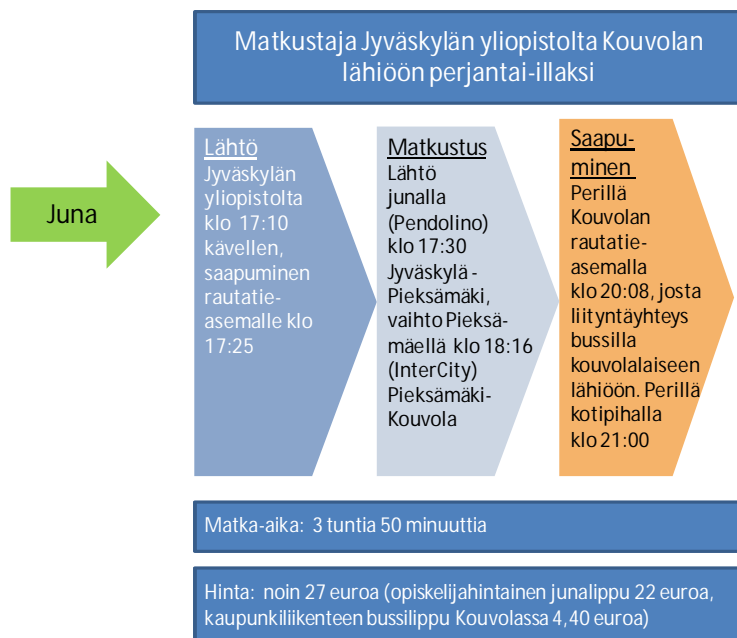 Matkustaja Jyväskylän yliopistolta Kouvolan
lähiöön perjantai-illaksi
Juna
Lähtö
Jyväskylän
yliopistolta
klo 17:10
kävellen,
saapuminen
rautatie-
asemalle klo
17:25
Matkustus
Lähtö
junalla
(Pendolino)
klo 17:30
Jyväskylä -
Pieksämäki,
vaihto Pieksä-
mäellä klo 18:16
(InterCity)
Pieksämäki-
Kouvola
Saapu-
minen
Perillä
Kouvolan
rautatie-
asemalla
klo 20:08, josta
liityntäyhteys
bussilla
kouvolalaiseen
lähiöön. Perillä
kotipihalla
klo 21:00
Matka-aika: 3 tuntia 50 minuuttia
Hinta: noin 27 euroa (opiskelijahintainen junalippu 22 euroa,
kaupunkiliikenteen bussilippu Kouvolassa 4,40 euroa)